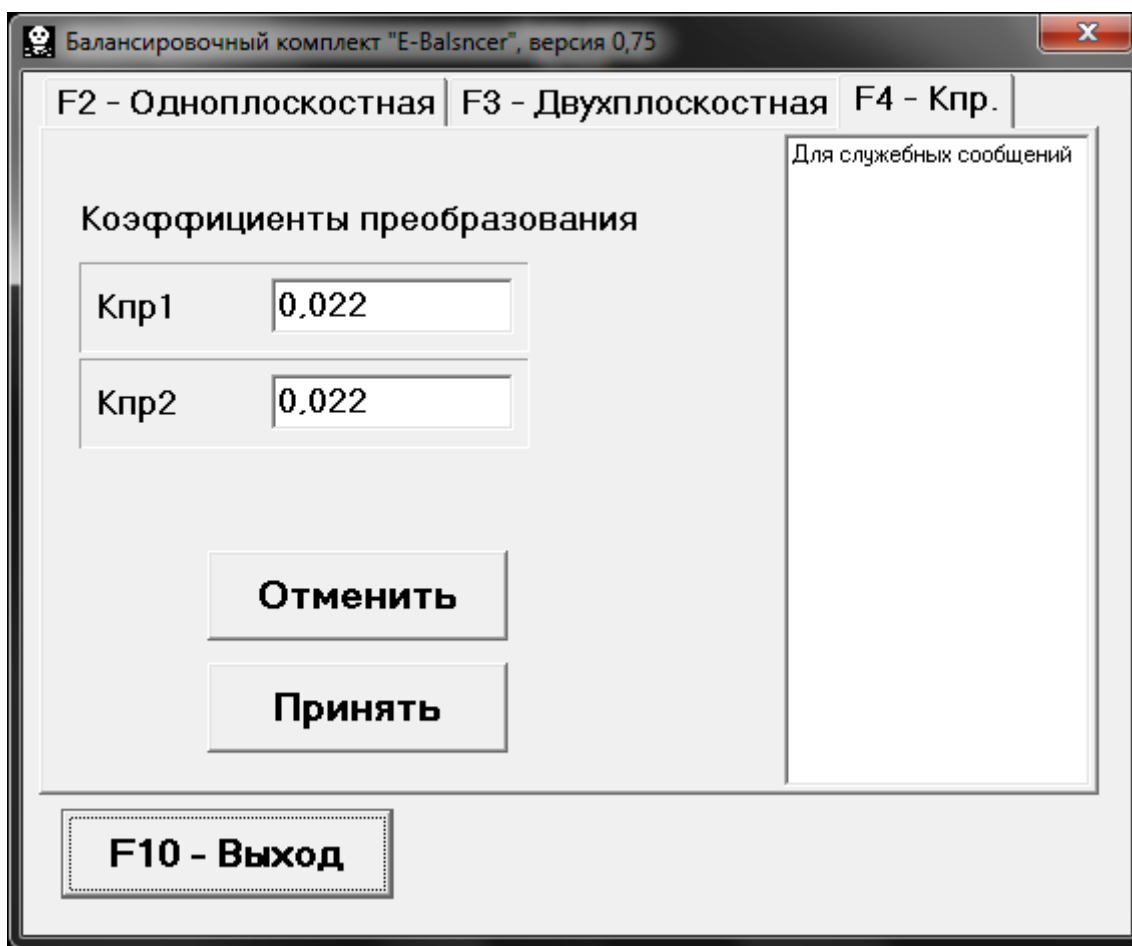 Балансировочный комплект "E-Balsncer", версия 0,75
F2 - Одноплоскостная F3 - Двухплоскостная F4 - Кпр.
Для служебных сообщений
Коэффициенты преобразования
Кпр1 0,022
Кпр2 0,022
Отменить
Принять
F10 - Выход